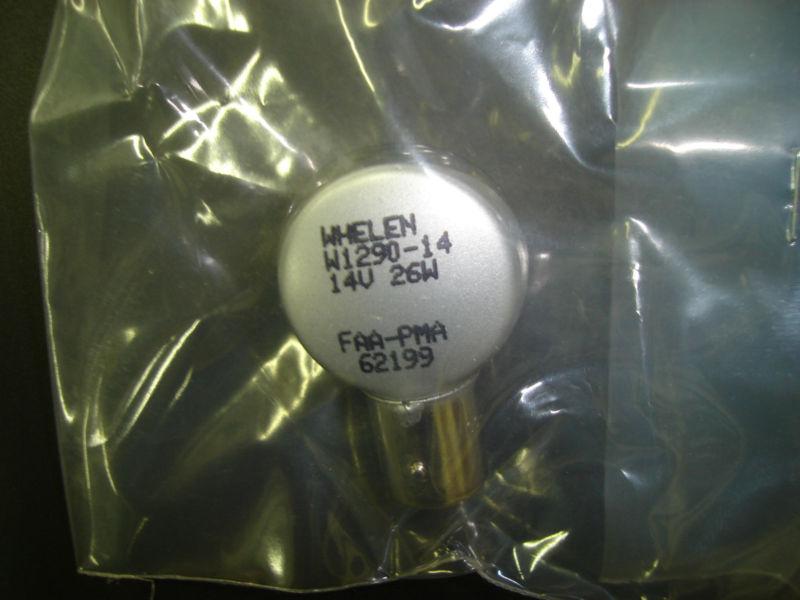 WHELEN
W1290-14
14V 26W
FAA-PMA
62199